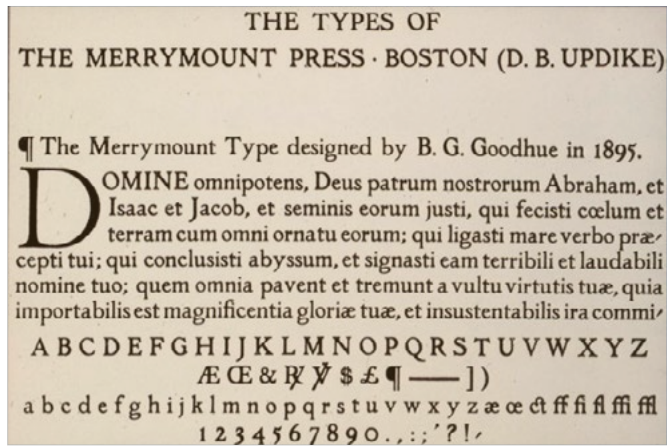 THE TYPES OF
THE MERRYMOUNT PRESS · BOSTON (D. B. UPDIKE)
¶ The Merrymount Type designed by B. G. Goodhue in 1895.
DOMINE omnipotens, Deus patrum nostrorum Abraham, et
Isaac et Jacob, et seminis eorum justi, qui fecisti cœlum et
terram cum omni ornatu eorum; qui ligasti mare verbo præ-
cepti tui; qui conclusisti abyssum, et signasti eam terribili et laudabili
nomine tuo; quem omnia pavent et tremunt a vultu virtutis tuæ, quia
importabilis est magnificentia gloriæ tuæ, et insustentabilis ira commi-
A B C D E F G H I J K L M N O P Q R S T U V W X Y Z
Æ Œ & ℟ ℣ $ £ ¶ — ] )
a b c d e f g h i j k l m n o p q r s t u v w x y z æ œ ct ff fi fl ffi ffl
1 2 3 4 5 6 7 8 9 0 . , : ; ' ? ! -